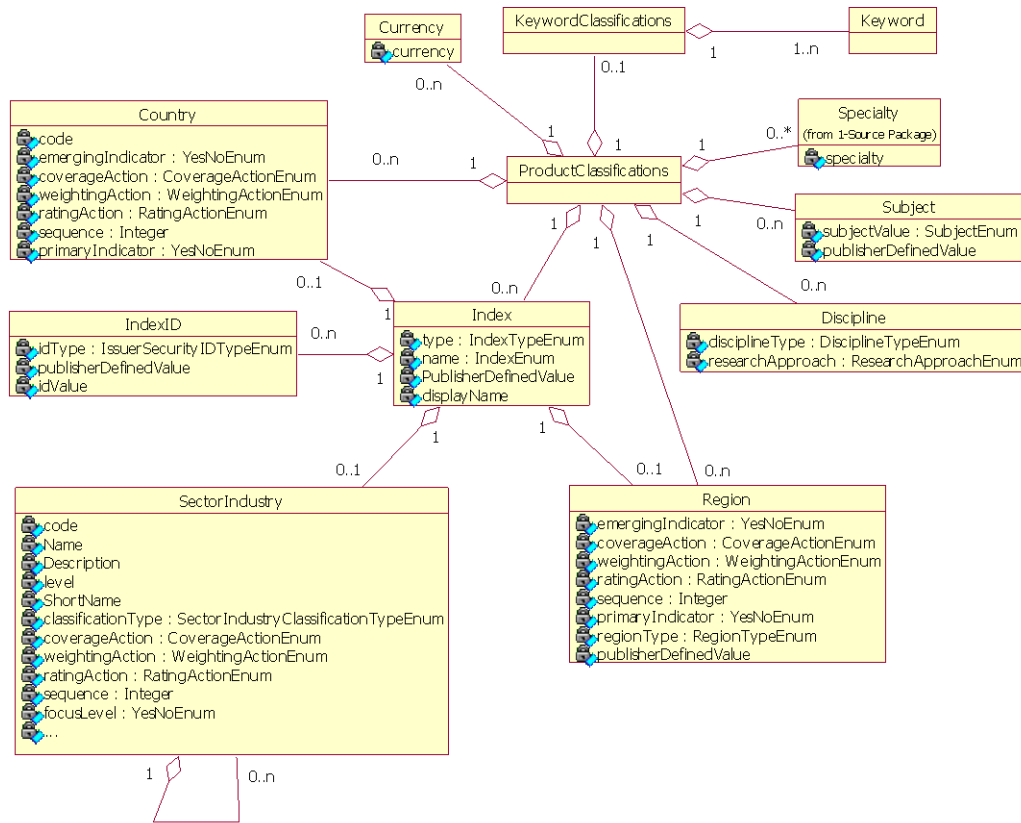 Currency
currency
0..n
1
KeywordClassifications
1
0..1
1
1..n
Keyword
Country
code
emergingIndicator : YesNoEnum
coverageAction : CoverageActionEnum
weightingAction : WeightingActionEnum
ratingAction : RatingActionEnum
sequence : Integer
primaryIndicator : YesNoEnum
0..n
1
ProductClassifications
1
0..*
Specialty
(from 1-Source Package)
specialty
1
0..n
Subject
subjectValue : SubjectEnum
publisherDefinedValue
1
0..n
Discipline
disciplineType : DisciplineTypeEnum
researchApproach : ResearchApproachEnum
1
1
0..n
0..1
1
IndexID
idType : IssuerSecurityIDTypeEnum
publisherDefinedValue
idValue
0..n
1
Index
type : IndexTypeEnum
name : IndexEnum
PublisherDefinedValue
displayName
1
0..1
1
0..1
0..n
SectorIndustry
code
Name
Description
level
ShortName
classificationType : SectorIndustryClassificationTypeEnum
coverageAction : CoverageActionEnum
weightingAction : WeightingActionEnum
ratingAction : RatingActionEnum
sequence : Integer
focusLevel : YesNoEnum
...
1
0..n
Region
emergingIndicator : YesNoEnum
coverageAction : CoverageActionEnum
weightingAction : WeightingActionEnum
ratingAction : RatingActionEnum
sequence : Integer
primaryIndicator : YesNoEnum
regionType : RegionTypeEnum
publisherDefinedValue